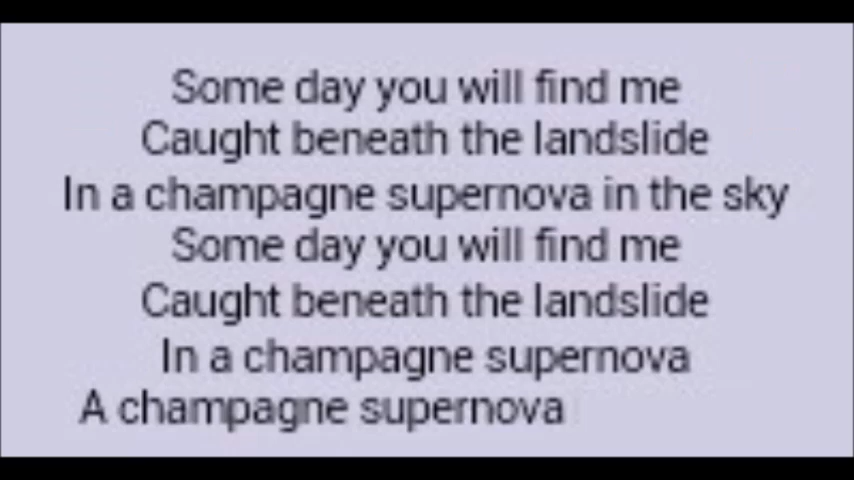 Some day you will find me
Caught beneath the landslide
In a champagne supernova in the sky
Some day you will find me
Caught beneath the landslide
In a champagne supernova
A champagne supernova